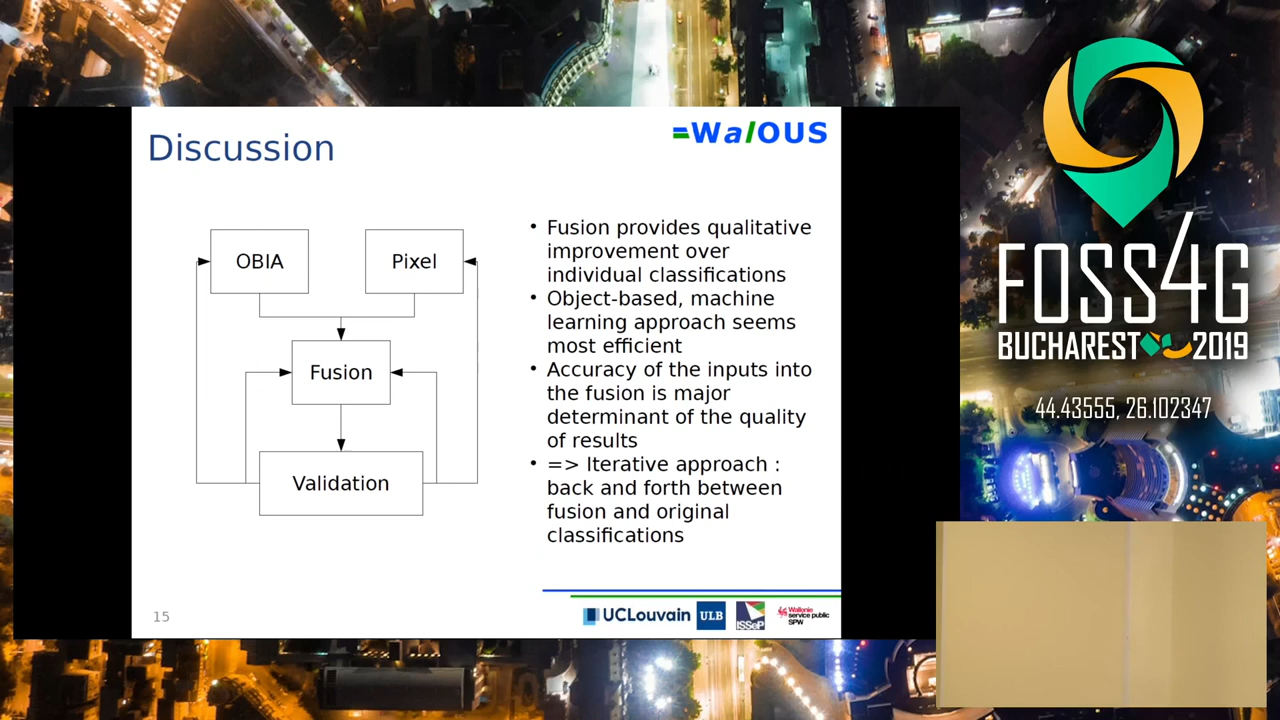 Discussion
WalOUS
OBIA
Pixel
Fusion
Validation
• Fusion provides qualitative
improvement over
individual classifications
• Object-based, machine
learning approach seems
most efficient
• Accuracy of the inputs into
the fusion is major
determinant of the quality
of results
• => Iterative approach :
back and forth between
fusion and original
classifications
15
UCLouvain
ULB
ISSeP
Wallonie
service public
SPW
FOSS4G
BUCHAREST 2019
44.43555, 26.102347